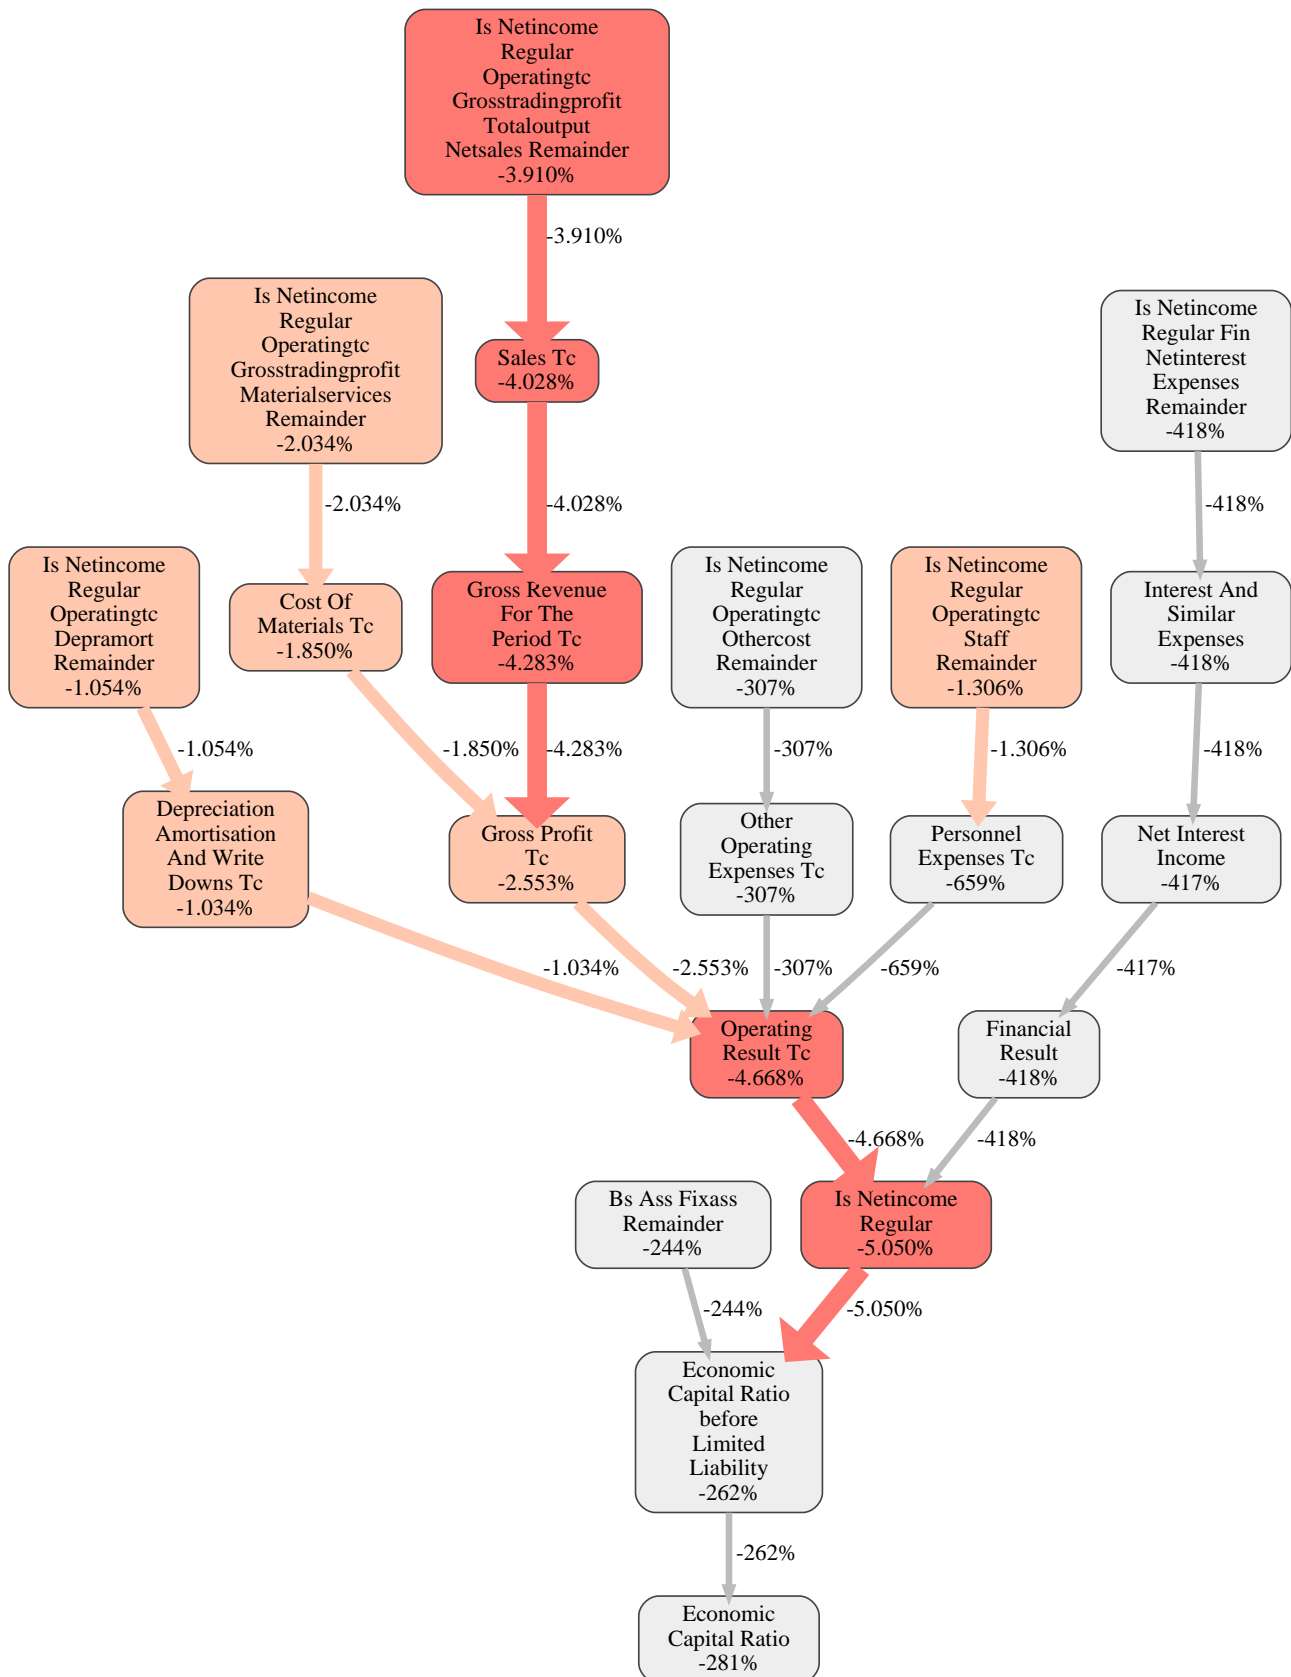 Is Netincome
Regular
Operatingtc
Grosstradingprofit
Totaloutput
Netsales Remainder
-3.910%
-3.910%
Is Netincome
Regular
Operatingtc
Grosstradingprofit
Materialservices
Remainder
-2.034%
Is Netincome
Regular Fin
Netinterest
Expenses
Remainder
-418%
Sales Tc
-4.028%
-2.034%
-4.028%
-418%
Is Netincome
Regular
Operatingtc
Depramort
Remainder
-1.054%
Cost Of
Materials Tc
-1.850%
Gross Revenue
For The
Period Tc
-4.283%
Is Netincome
Regular
Operatingtc
Othercost
Remainder
-307%
Is Netincome
Regular
Operatingtc
Staff
Remainder
-1.306%
Interest And
Similar
Expenses
-418%
-1.054%
-1.850%
-4.283%
-307%
-1.306%
-418%
Depreciation
Amortisation
And Write
Downs Tc
-1.034%
Gross Profit
Tc
-2.553%
Other
Operating
Expenses Tc
-307%
Personnel
Expenses Tc
-659%
Net Interest
Income
-417%
-1.034%
-2.553%
-307%
-659%
-417%
Operating
Result Tc
-4.668%
Financial
Result
-418%
-4.668%
-418%
Bs Ass Fixass
Remainder
-244%
Is Netincome
Regular
-5.050%
-244%
-5.050%
Economic
Capital Ratio
before
Limited
Liability
-262%
-262%
Economic
Capital Ratio
-281%